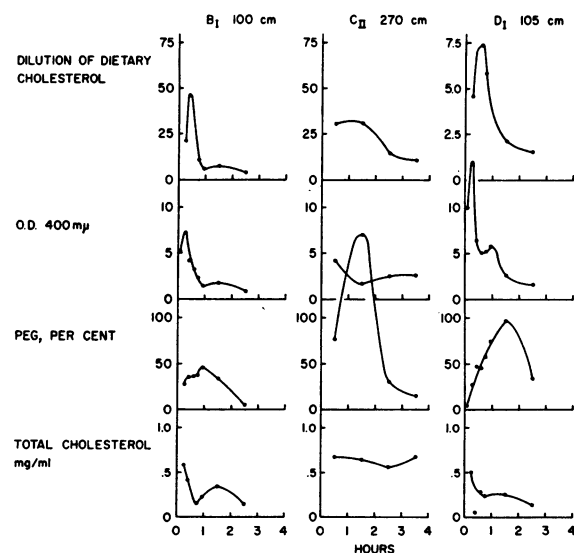 B_I 100 cm C_II 270 cm D_I 105 cm
DILUTION OF DIETARY
CHOLESTEROL
75 75 7.5
50 50 5.0
25 25 2.5
0 0 0
O.D. 400 mμ
10 10 10
5 5 5
0 0 0
PEG, PER CENT
100 100 100
50 50 50
0 0 0
TOTAL CHOLESTEROL
mg/ml
1.0 1.0 1.0
.5 .5 .5
0 0 0
0 1 2 3 4 0 1 2 3 4 0 1 2 3 4
HOURS